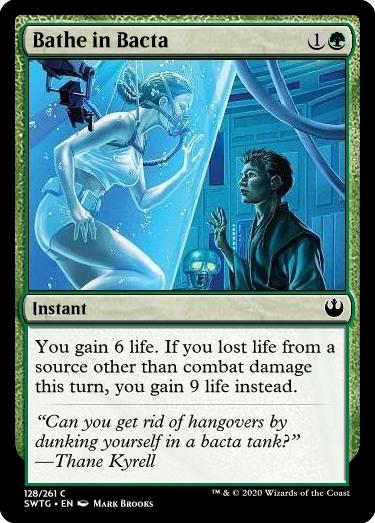 Bathe in Bacta 1
Instant
You gain 6 life. If you lost life from a
source other than combat damage
this turn, you gain 9 life instead.
“Can you get rid of hangovers by
dunking yourself in a bacta tank?”
—Thane Kyrell
128/261 C
SWTG • EN Mark Brooks
™ & © 2020 Wizards of the Coast